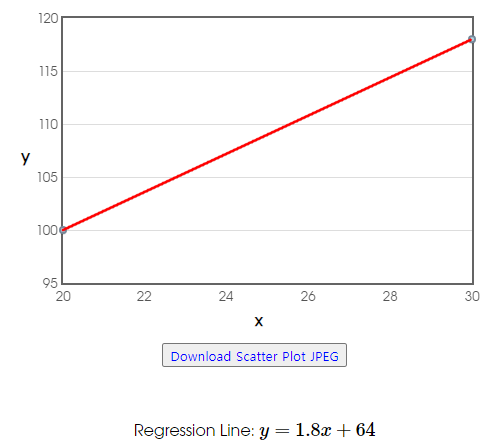 120
115
110
y
105
100
95
20 22 24 26 28 30
x
Download Scatter Plot JPEG
Regression Line: y = 1.8x + 64